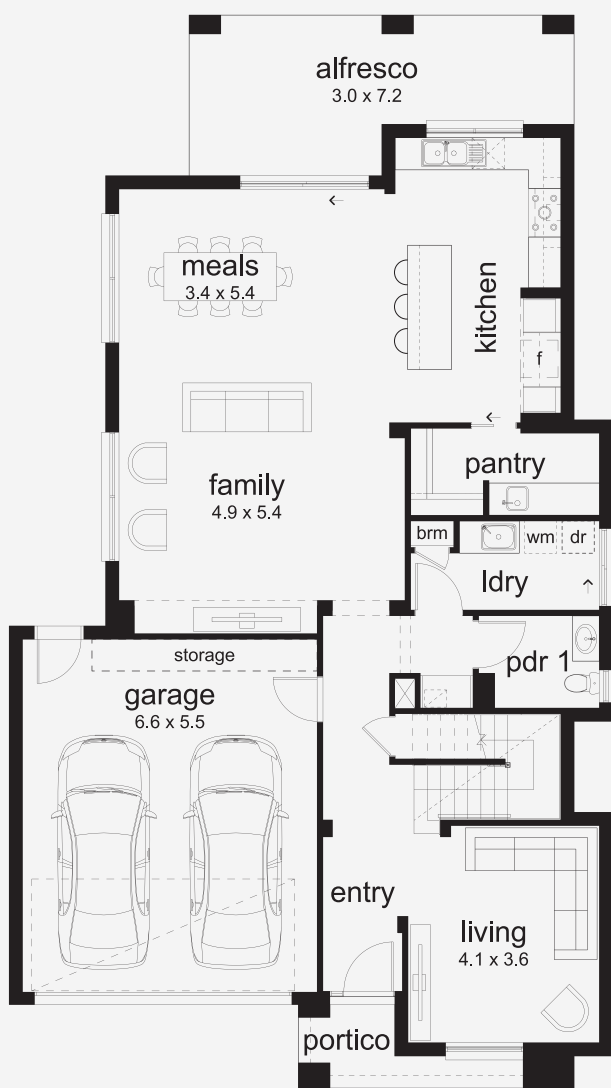 alfresco
3.0 x 7.2
meals
3.4 x 5.4
kitchen
f
pantry
family
4.9 x 5.4
brm
wm
dr
ldry
storage
pdr 1
garage
6.6 x 5.5
entry
living
4.1 x 3.6
portico